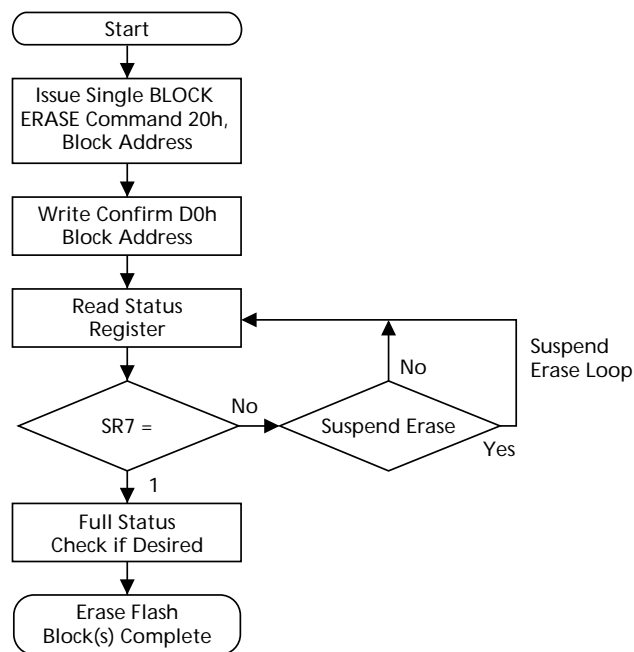 Start
Issue Single BLOCK
ERASE Command 20h,
Block Address
Write Confirm D0h
Block Address
Read Status
Register
Suspend
Erase Loop
No
No
SR7 =
Suspend Erase
Yes
1
Full Status
Check if Desired
Erase Flash
Block(s) Complete